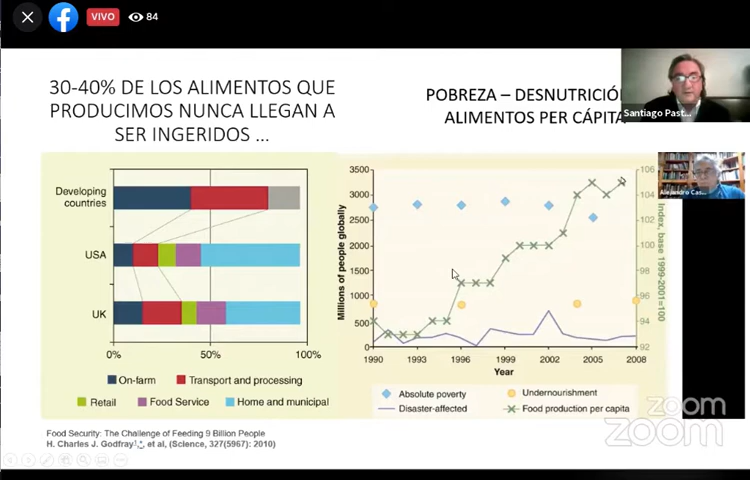 VIVO
84
30-40% DE LOS ALIMENTOS QUE
PRODUCIMOS NUNCA LLEGAN A
SER INGERIDOS ...
POBREZA – DESNUTRICIÓN
ALIMENTOS PER CÁPITA
Santiago Past...
Alejandro Cas...
Developing
countries
USA
UK
0%
50%
100%
On-farm
Transport and processing
Retail
Food Service
Home and municipal
Millions of people globally
3500
3000
2500
2000
1500
1000
500
0
1990
1993
1996
1999
2002
2005
2008
Year
106
104
102
100
98
96
94
92
Index, base 1999-2001=100
Absolute poverty
Undernourishment
Disaster-affected
Food production per capita
Food Security: The Challenge of Feeding 9 Billion People
H. Charles J. Godfray1,*, et al, (Science, 327(5967): 2010)
zoom
zoom